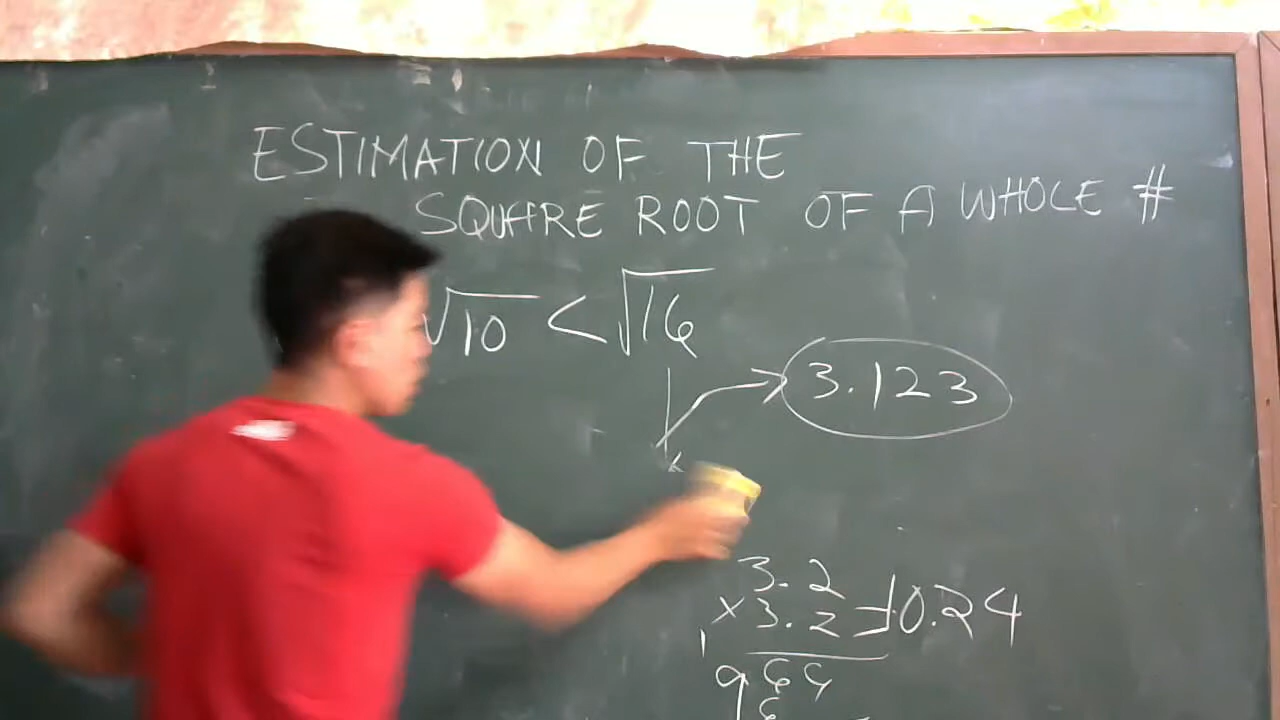 ESTIMATION OF THE
SQUARE ROOT OF A WHOLE #
√10 < √16
3.123
3.2
× 3.2 = 10.24